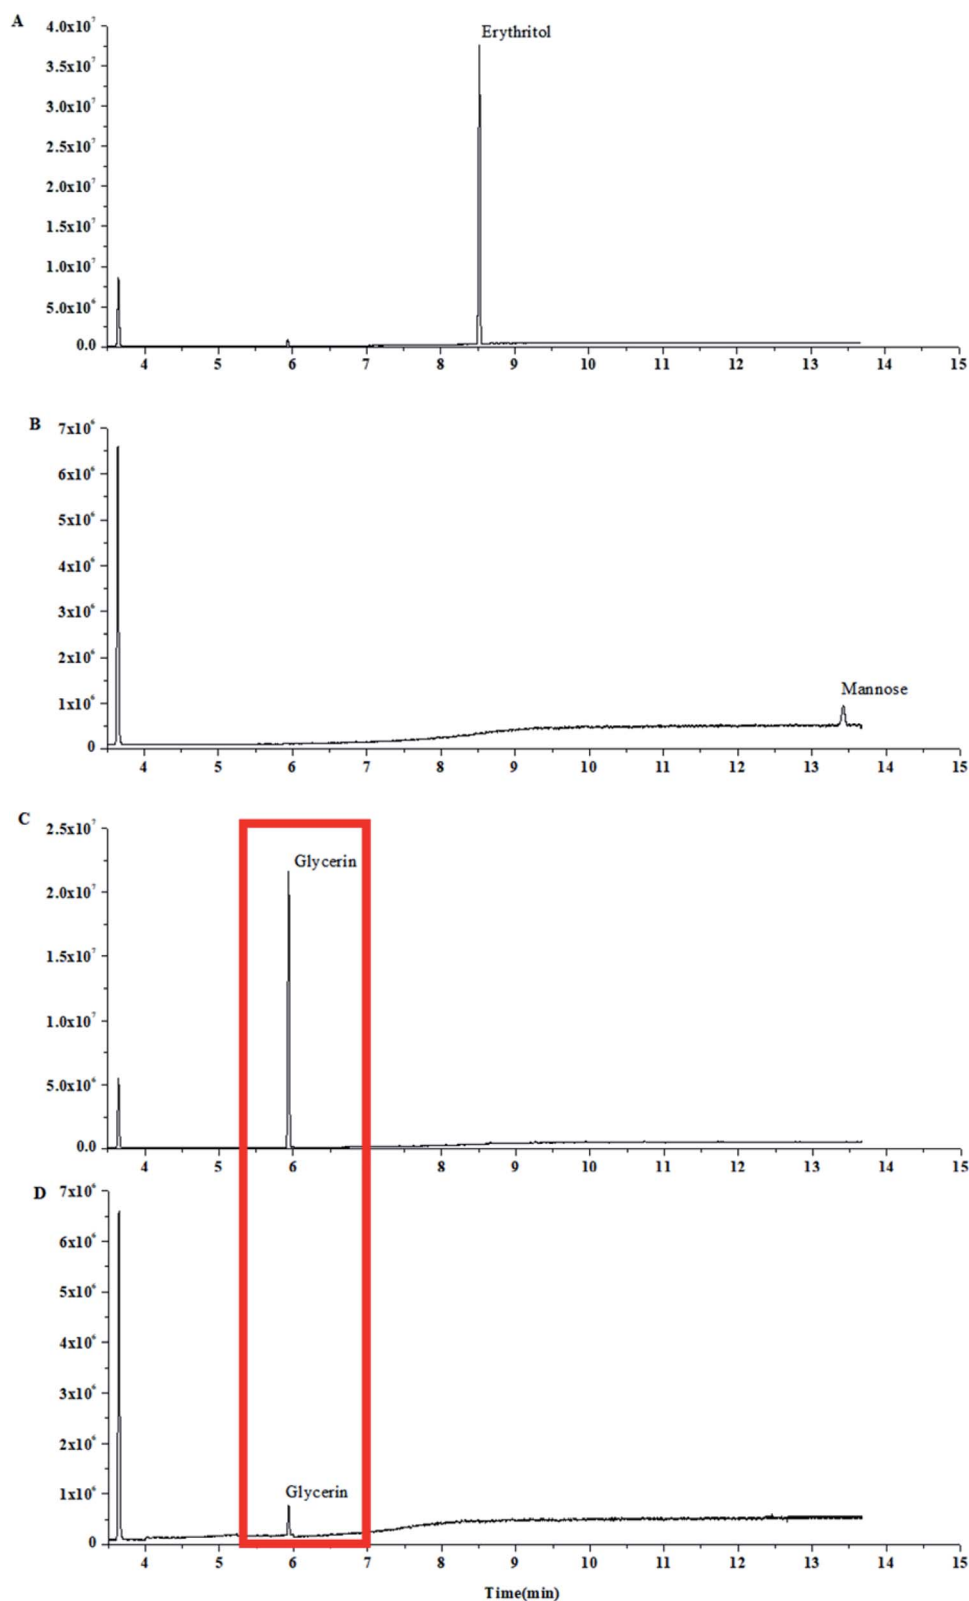 A
4.0x10⁷
Erythritol
3.5x10⁷
3.0x10⁷
2.5x10⁷
2.0x10⁷
1.5x10⁷
1.0x10⁷
5.0x10⁶
0.0
4 5 6 7 8 9 10 11 12 13 14 15
B
7x10⁶
6x10⁶
5x10⁶
4x10⁶
3x10⁶
2x10⁶
Mannose
1x10⁶
0
4 5 6 7 8 9 10 11 12 13 14 15
C
2.5x10⁷
Glycerin
2.0x10⁷
1.5x10⁷
1.0x10⁷
5.0x10⁶
0.0
4 5 6 7 8 9 10 11 12 13 14 15
D
7x10⁶
6x10⁶
5x10⁶
4x10⁶
3x10⁶
2x10⁶
1x10⁶
Glycerin
0
4 5 6 7 8 9 10 11 12 13 14 15
Time(min)